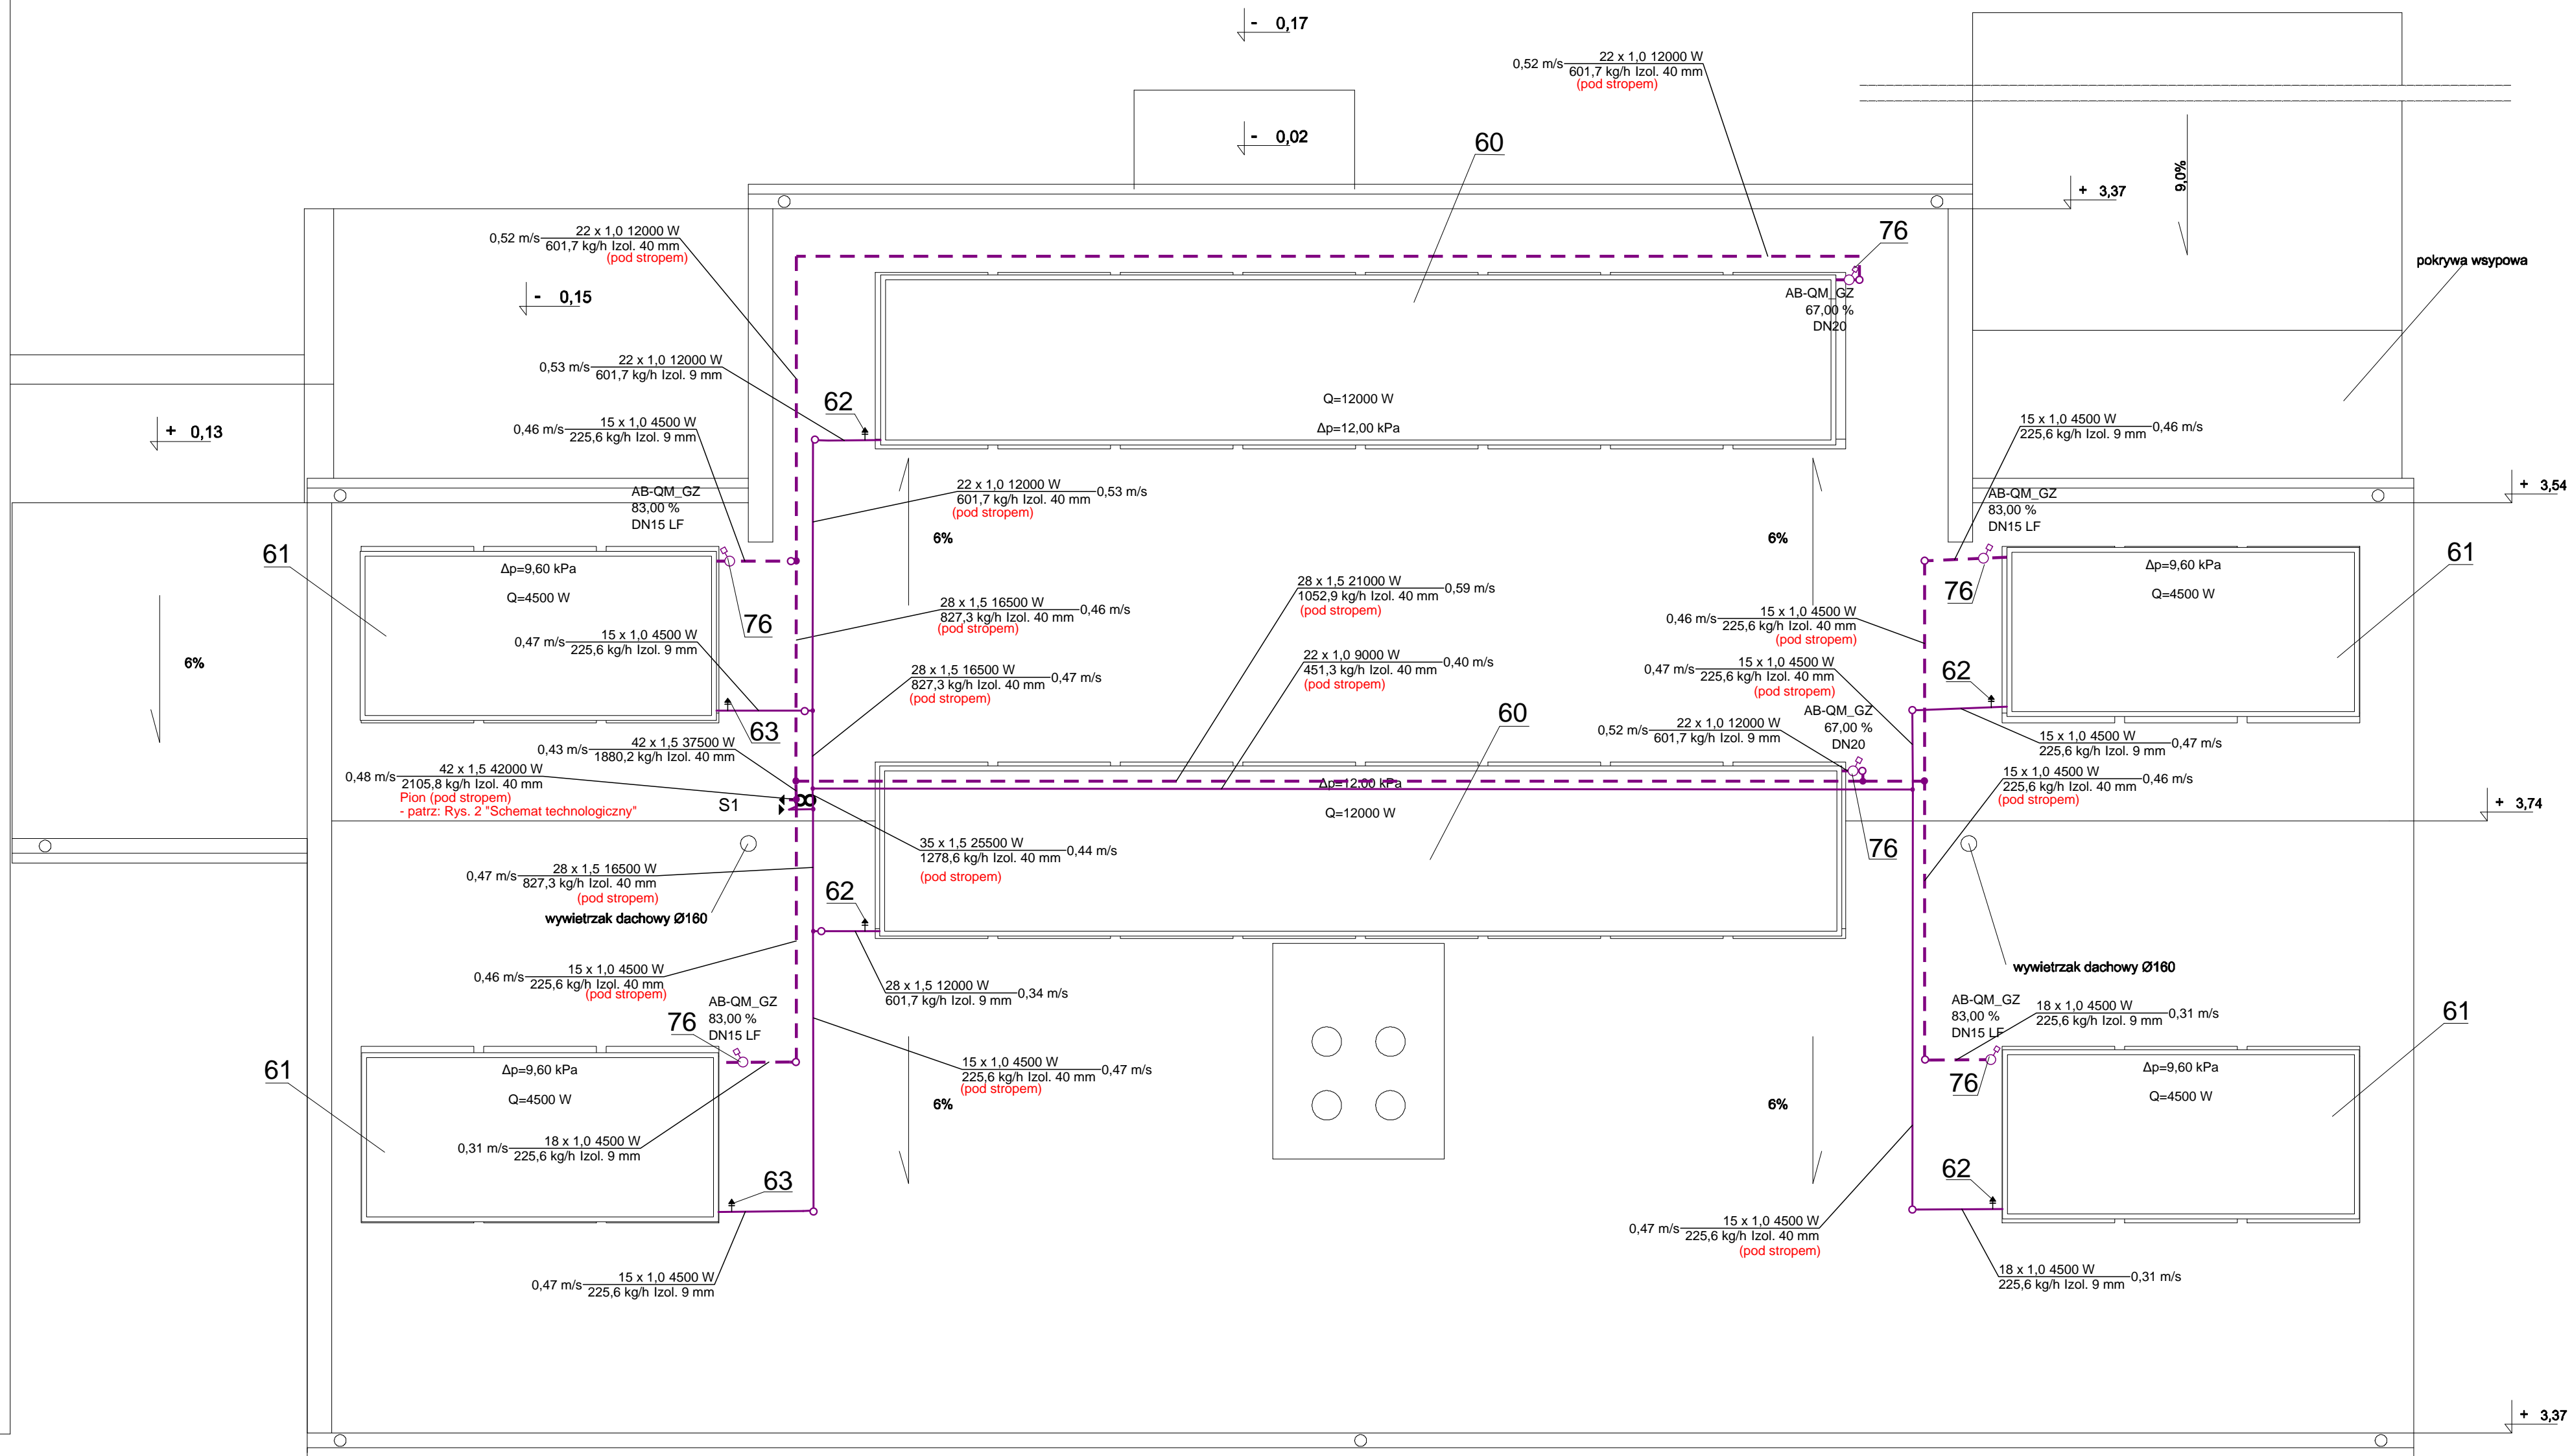 - 0,17
22 x 1,0 12000 W
0,52 m/s
601,7 kg/h Izol. 40 mm
(pod stropem)
- 0,02
60
9,0%
+ 3,37
76
22 x 1,0 12000 W
0,52 m/s
601,7 kg/h Izol. 40 mm
(pod stropem)
pokrywa wsypowa
- 0,15
AB-QM_GZ
67,00 %
DN20
22 x 1,0 12000 W
0,53 m/s
601,7 kg/h Izol. 9 mm
62
Q=12000 W
Δp=12,00 kPa
+ 0,13
15 x 1,0 4500 W
0,46 m/s
225,6 kg/h Izol. 9 mm
15 x 1,0 4500 W
0,46 m/s
225,6 kg/h Izol. 9 mm
AB-QM_GZ
83,00 %
DN15 LF
22 x 1,0 12000 W
0,53 m/s
601,7 kg/h Izol. 40 mm
(pod stropem)
AB-QM_GZ
83,00 %
DN15 LF
+ 3,54
6%
6%
61
Δp=9,60 kPa
Q=4500 W
76
28 x 1,5 21000 W
0,59 m/s
1052,9 kg/h Izol. 40 mm
(pod stropem)
76
Δp=9,60 kPa
Q=4500 W
61
28 x 1,5 16500 W
0,46 m/s
827,3 kg/h Izol. 40 mm
(pod stropem)
15 x 1,0 4500 W
0,46 m/s
225,6 kg/h Izol. 40 mm
(pod stropem)
15 x 1,0 4500 W
0,47 m/s
225,6 kg/h Izol. 9 mm
6%
28 x 1,5 16500 W
0,47 m/s
827,3 kg/h Izol. 40 mm
(pod stropem)
22 x 1,0 9000 W
0,40 m/s
451,3 kg/h Izol. 40 mm
(pod stropem)
15 x 1,0 4500 W
0,47 m/s
225,6 kg/h Izol. 40 mm
(pod stropem)
62
63
60
AB-QM_GZ
67,00 %
DN20
22 x 1,0 12000 W
0,52 m/s
601,7 kg/h Izol. 9 mm
15 x 1,0 4500 W
0,47 m/s
225,6 kg/h Izol. 9 mm
42 x 1,5 37500 W
0,43 m/s
1880,2 kg/h Izol. 40 mm
42 x 1,5 42000 W
0,48 m/s
2105,8 kg/h Izol. 40 mm
Pion (pod stropem)
- patrz: Rys. 2 "Schemat technologiczny"
S1
Δp=12,00 kPa
Q=12000 W
15 x 1,0 4500 W
0,46 m/s
225,6 kg/h Izol. 40 mm
(pod stropem)
+ 3,74
35 x 1,5 25500 W
0,44 m/s
1278,6 kg/h Izol. 40 mm
(pod stropem)
76
28 x 1,5 16500 W
0,47 m/s
827,3 kg/h Izol. 40 mm
(pod stropem)
62
wywietrzak dachowy Ø160
15 x 1,0 4500 W
0,46 m/s
225,6 kg/h Izol. 40 mm
(pod stropem)
wywietrzak dachowy Ø160
28 x 1,5 12000 W
0,34 m/s
601,7 kg/h Izol. 9 mm
AB-QM_GZ
83,00 %
DN15 LF
76
AB-QM_GZ
83,00 %
DN15 LF
18 x 1,0 4500 W
0,31 m/s
225,6 kg/h Izol. 9 mm
61
61
Δp=9,60 kPa
Q=4500 W
15 x 1,0 4500 W
0,47 m/s
225,6 kg/h Izol. 40 mm
(pod stropem)
6%
6%
76
Δp=9,60 kPa
Q=4500 W
18 x 1,0 4500 W
0,31 m/s
225,6 kg/h Izol. 9 mm
63
62
15 x 1,0 4500 W
0,47 m/s
225,6 kg/h Izol. 40 mm
(pod stropem)
15 x 1,0 4500 W
0,47 m/s
225,6 kg/h Izol. 9 mm
18 x 1,0 4500 W
0,31 m/s
225,6 kg/h Izol. 9 mm
+ 3,37